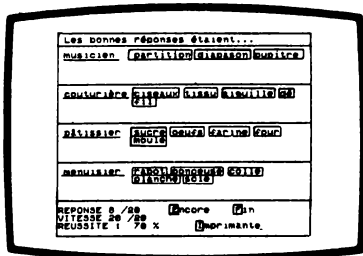 Les bonnes réponses étaient...
musicien partition diapason pupitre
couturière ciseaux tissu aiguille dé
fil
pâtissier sucre oeufs farine four
moule
menuisier rabot ponceuse colle
planche scie
REPONSE 8 /20 Encore Fin
VITESSE 20 /20
REUSSITE : 70 % Imprimante